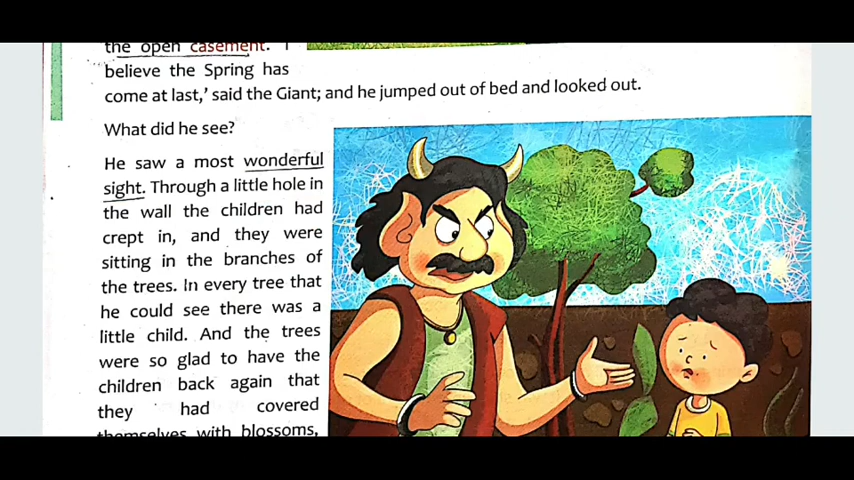 the open casement. 'I
believe the Spring has
come at last,' said the Giant; and he jumped out of bed and looked out.
What did he see?
He saw a most wonderful
sight. Through a little hole in
the wall the children had
crept in, and they were
sitting in the branches of
the trees. In every tree that
he could see there was a
little child. And the trees
were so glad to have the
children back again that
they had covered
themselves with blossoms,